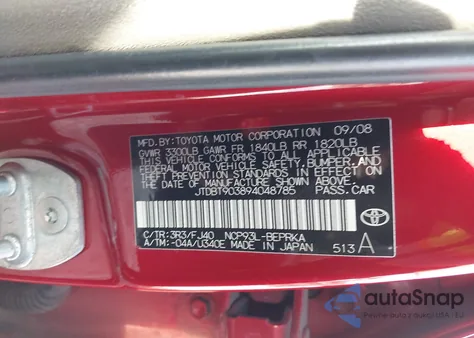 MFD. BY: TOYOTA MOTOR CORPORATION 09/08
GVWR 3300LB GAWR FR 1840LB RR 1820LB
THIS VEHICLE CONFORMS TO ALL APPLICABLE
FEDERAL MOTOR VEHICLE SAFETY, BUMPER, AND
THEFT PREVENTION STANDARDS IN EFFECT ON
THE DATE OF MANUFACTURE SHOWN ABOVE.
JTDBT903894048785 PASS. CAR
C/TR: 3R3/FJ40 NCP93L-BEPRKA
A/TM: -04A/U340E MADE IN JAPAN 513 A
TOYOTA
autoSnap